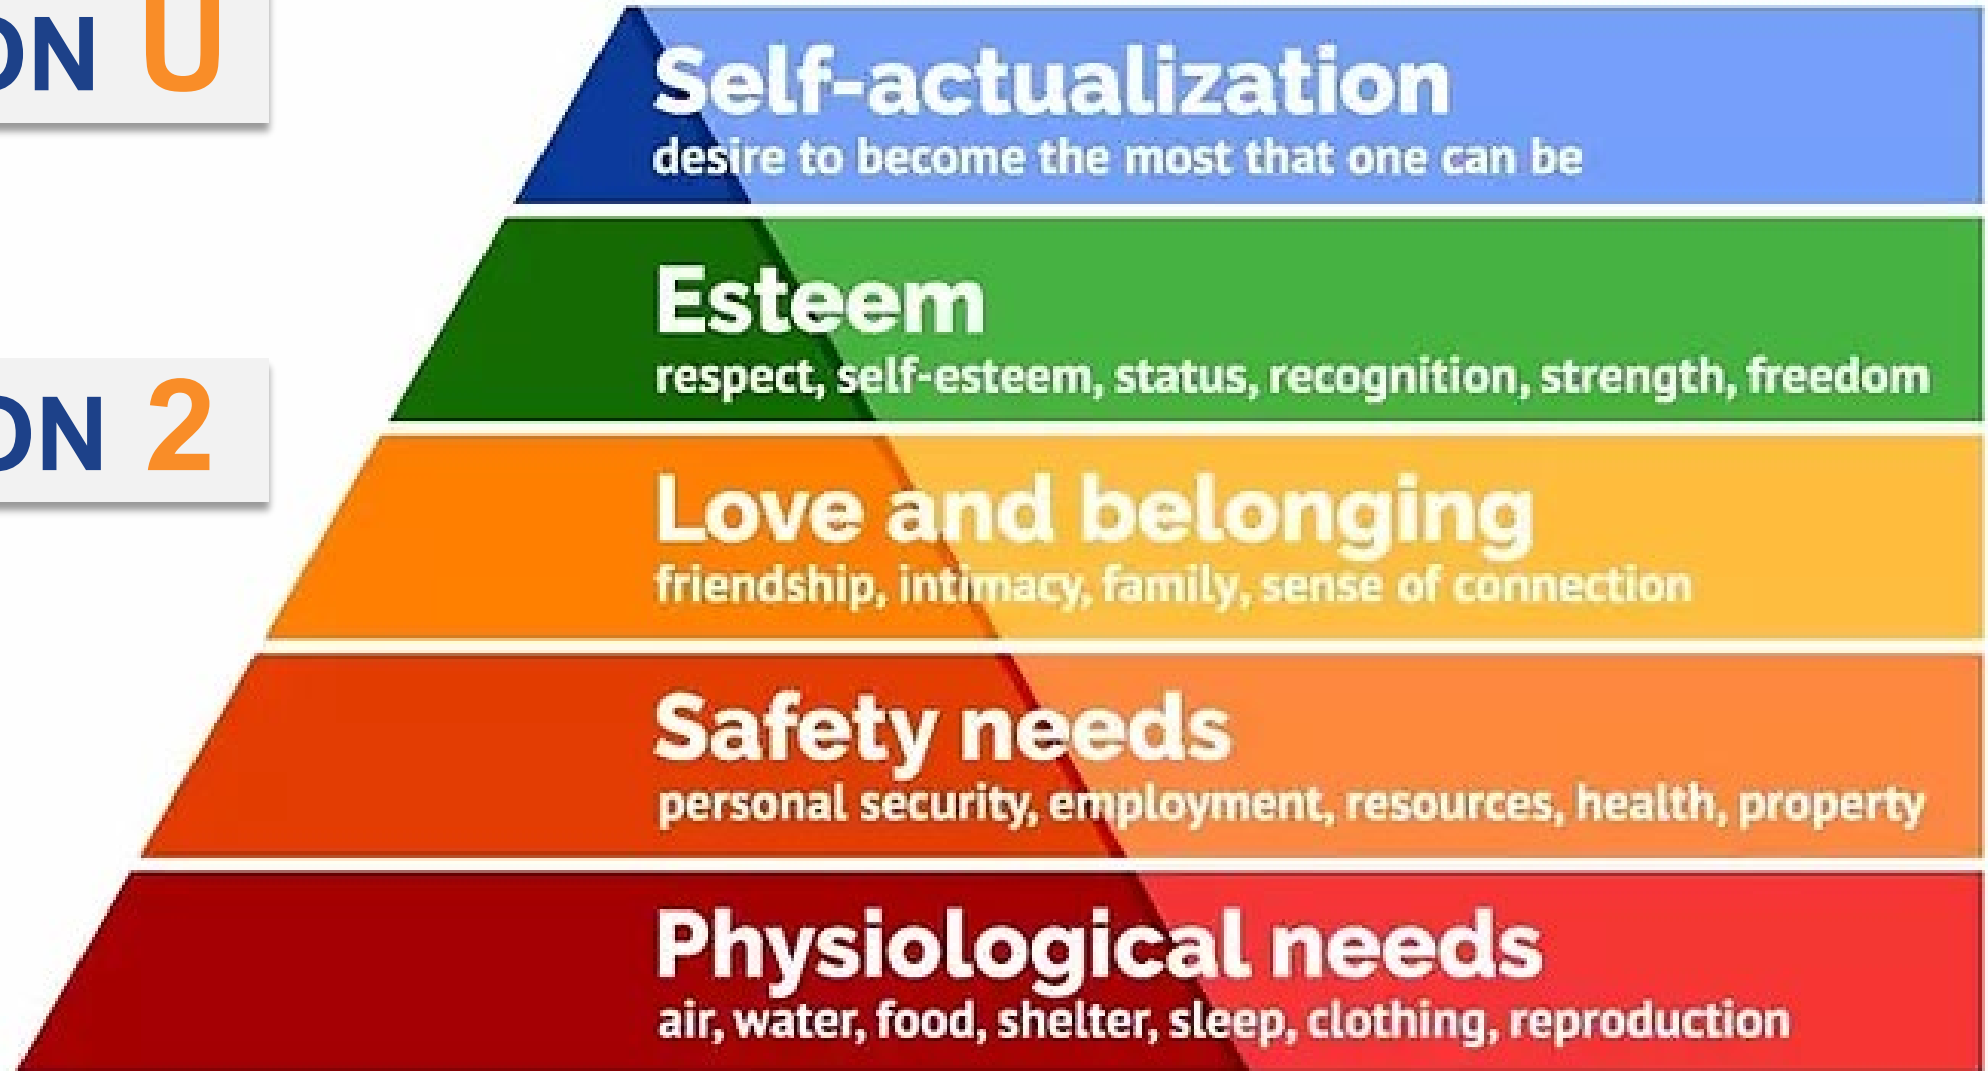 ON U
Self-actualization
desire to become the most that one can be
Esteem
respect, self-esteem, status, recognition, strength, freedom
ON 2
Love and belonging
friendship, intimacy, family, sense of connection
Safety needs
personal security, employment, resources, health, property
Physiological needs
air, water, food, shelter, sleep, clothing, reproduction